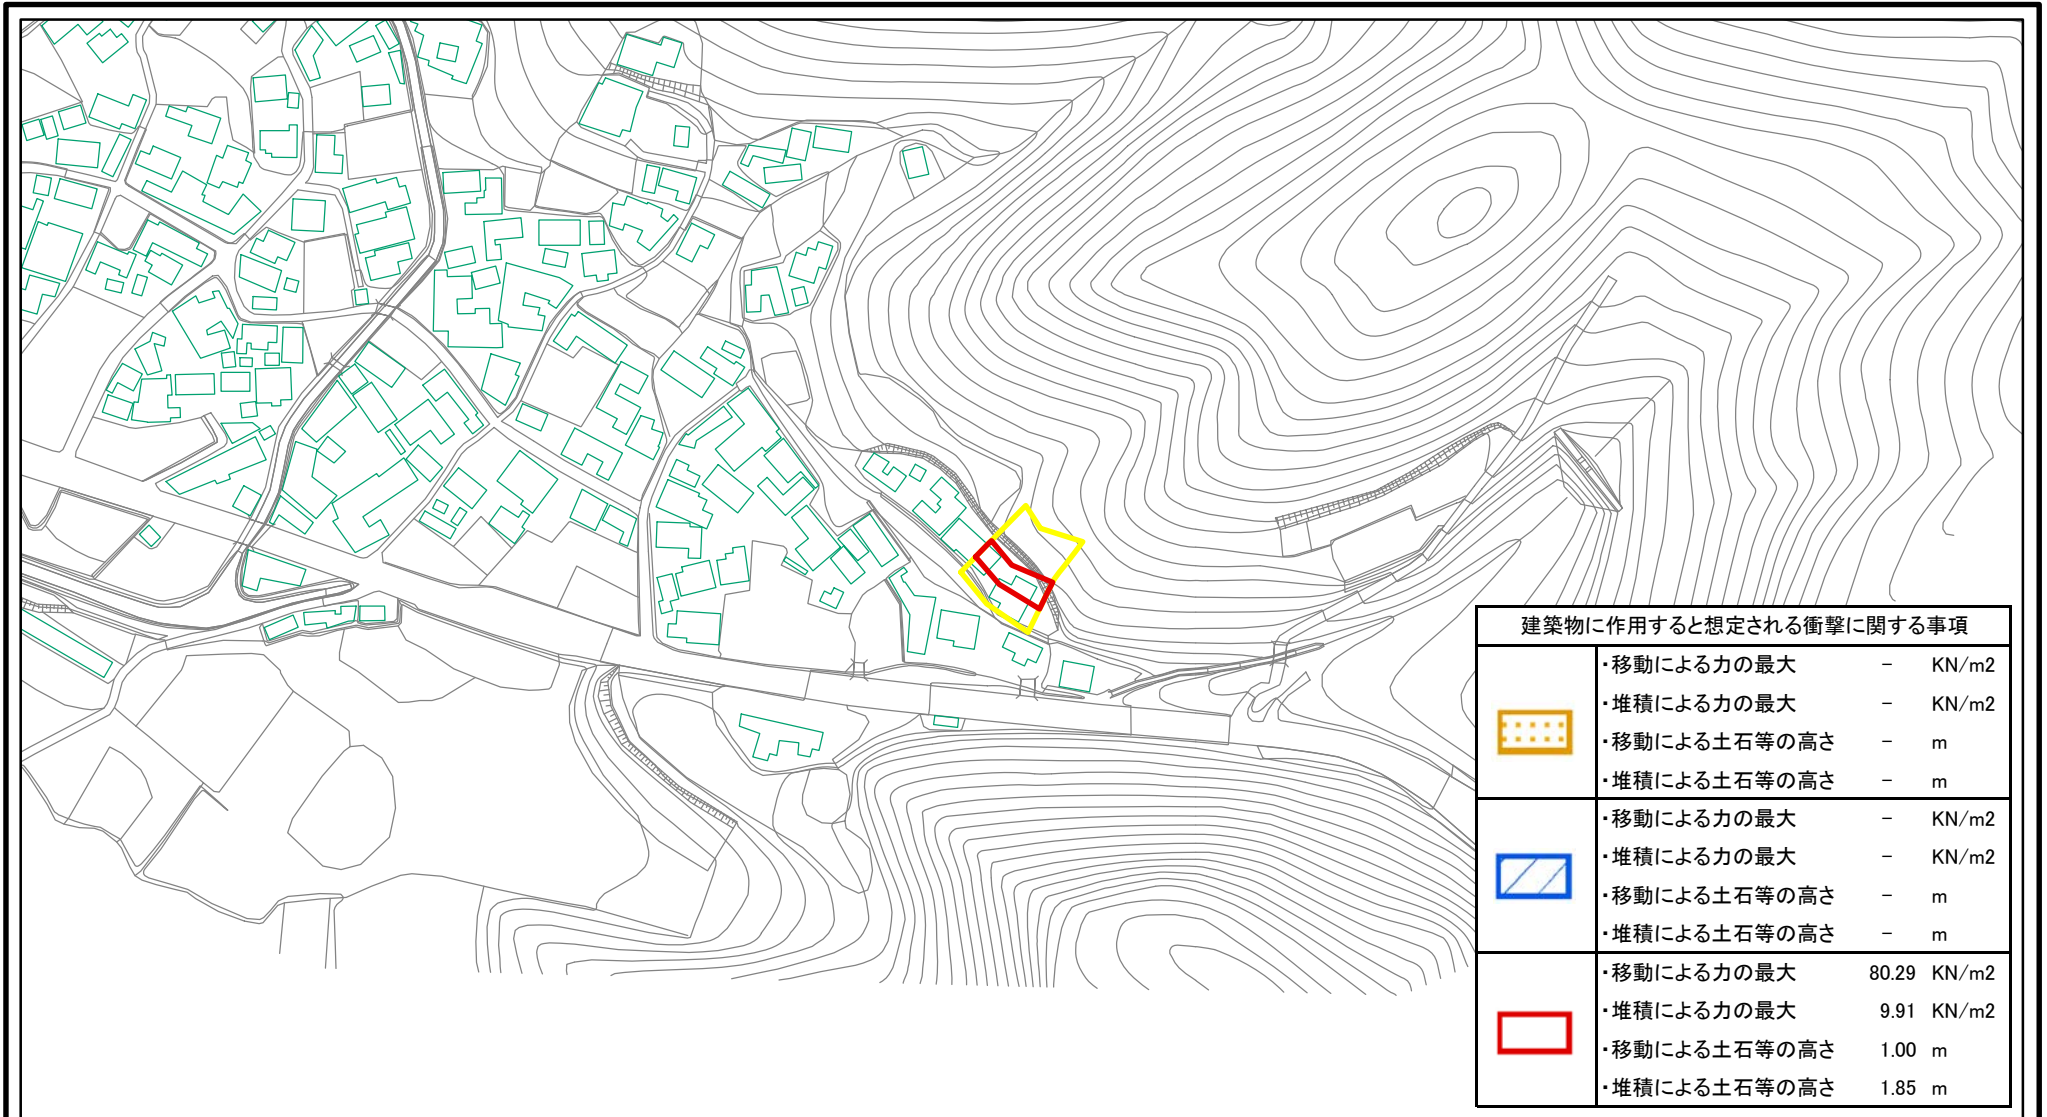 建築物に作用すると想定される衝撃に関する事項
・移動による力の最大 - KN/m2
・堆積による力の最大 - KN/m2
・移動による土石等の高さ - m
・堆積による土石等の高さ - m
・移動による力の最大 - KN/m2
・堆積による力の最大 - KN/m2
・移動による土石等の高さ - m
・堆積による土石等の高さ - m
・移動による力の最大 80.29 KN/m2
・堆積による力の最大 9.91 KN/m2
・移動による土石等の高さ 1.00 m
・堆積による土石等の高さ 1.85 m